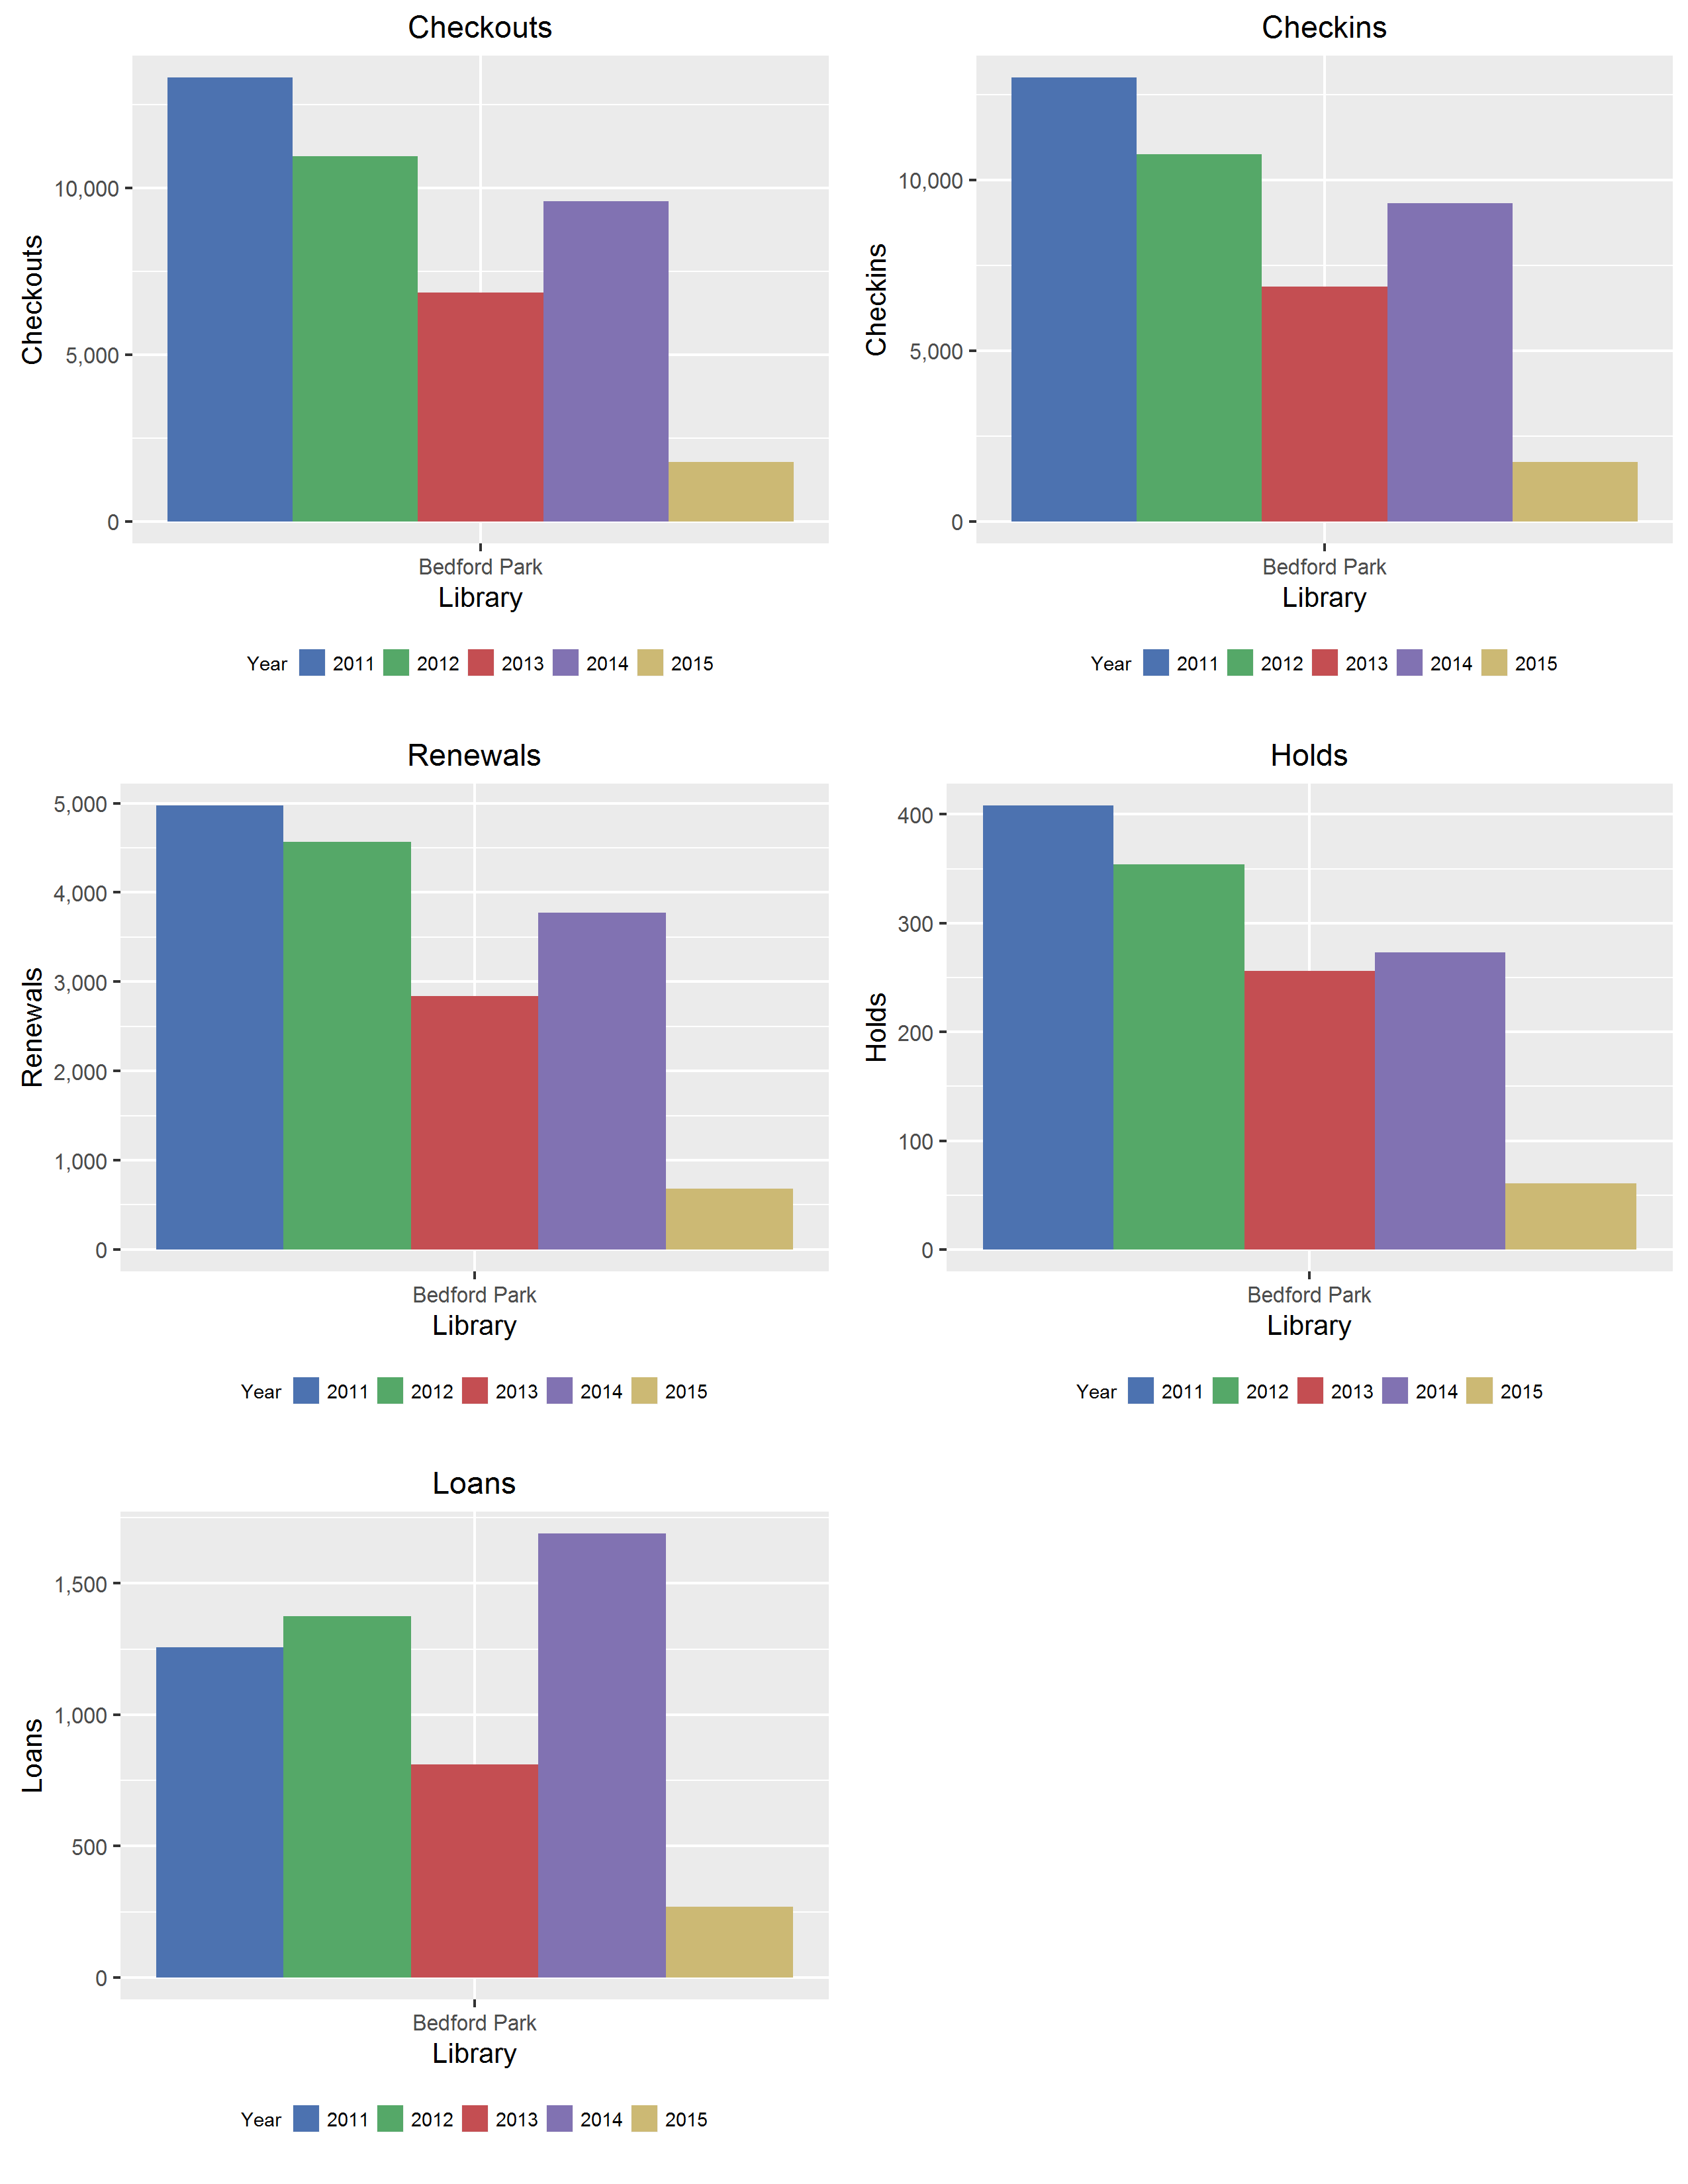 Checkouts
Checkouts
10,000
5,000
0
Bedford Park
Library
Year 2011 2012 2013 2014 2015
Checkins
Checkins
10,000
5,000
0
Bedford Park
Library
Year 2011 2012 2013 2014 2015
Renewals
Renewals
5,000
4,000
3,000
2,000
1,000
0
Bedford Park
Library
Year 2011 2012 2013 2014 2015
Holds
Holds
400
300
200
100
0
Bedford Park
Library
Year 2011 2012 2013 2014 2015
Loans
Loans
1,500
1,000
500
0
Bedford Park
Library
Year 2011 2012 2013 2014 2015